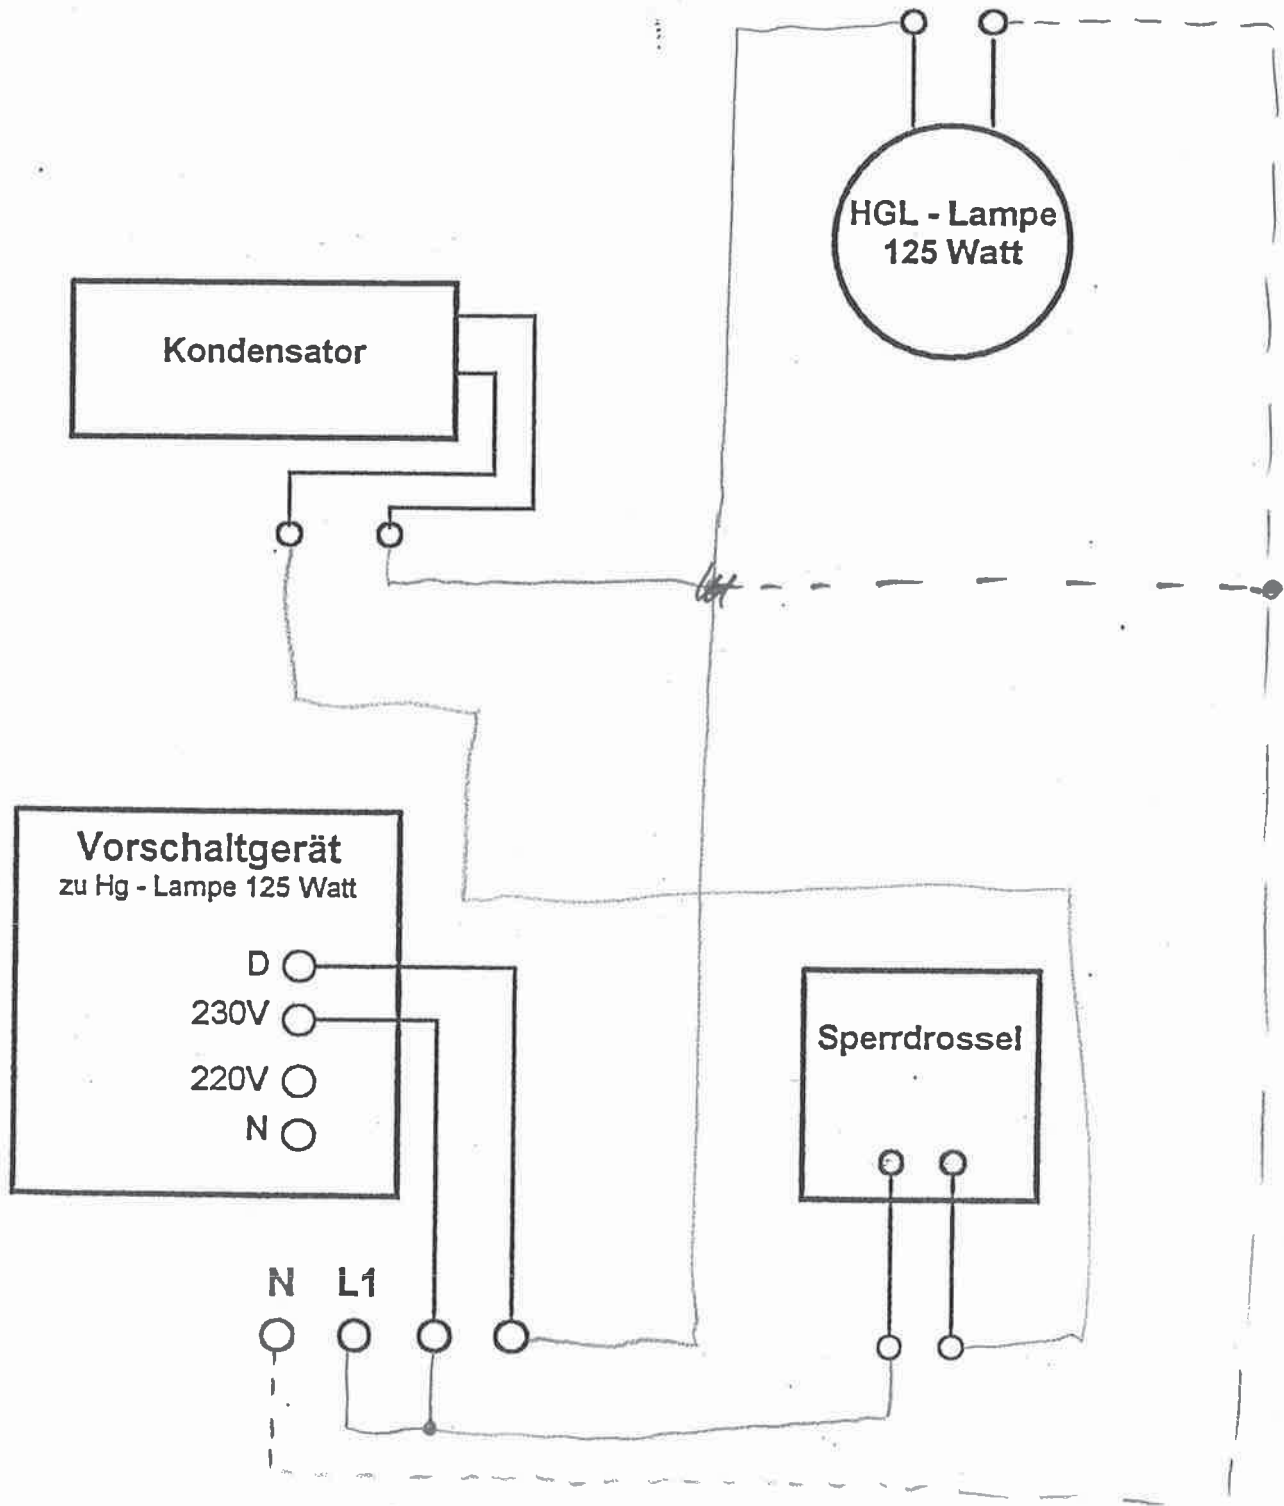 HGL - Lampe
125 Watt
Kondensator
Vorschaltgerät
zu Hg - Lampe 125 Watt
D
230V
220V
N
Sperrdrossel
N L1